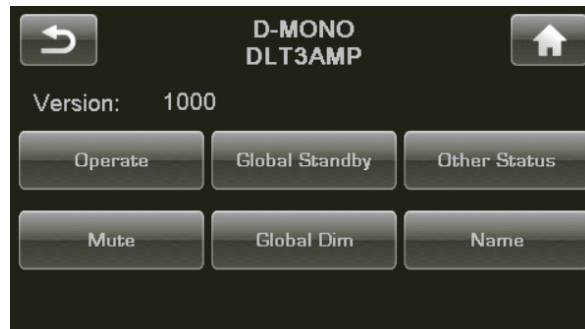 D-MONO
DLT3AMP
Version: 1000
Operate Global Standby Other Status
Mute Global Dim Name